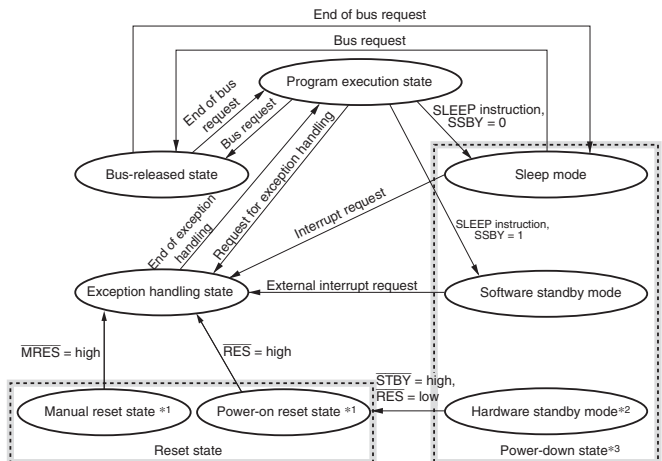 End of bus request
Bus request
Program execution state
End of bus
request
Bus request
SLEEP instruction,
SSBY = 0
Bus-released state
Sleep mode
End of exception
handling
Request for exception handling
Interrupt request
SLEEP instruction,
SSBY = 1
Exception handling state
External interrupt request
Software standby mode
MRES = high
RES = high
STBY = high,
RES = low
Manual reset state *1
Power-on reset state *1
Hardware standby mode*2
Reset state
Power-down state*3